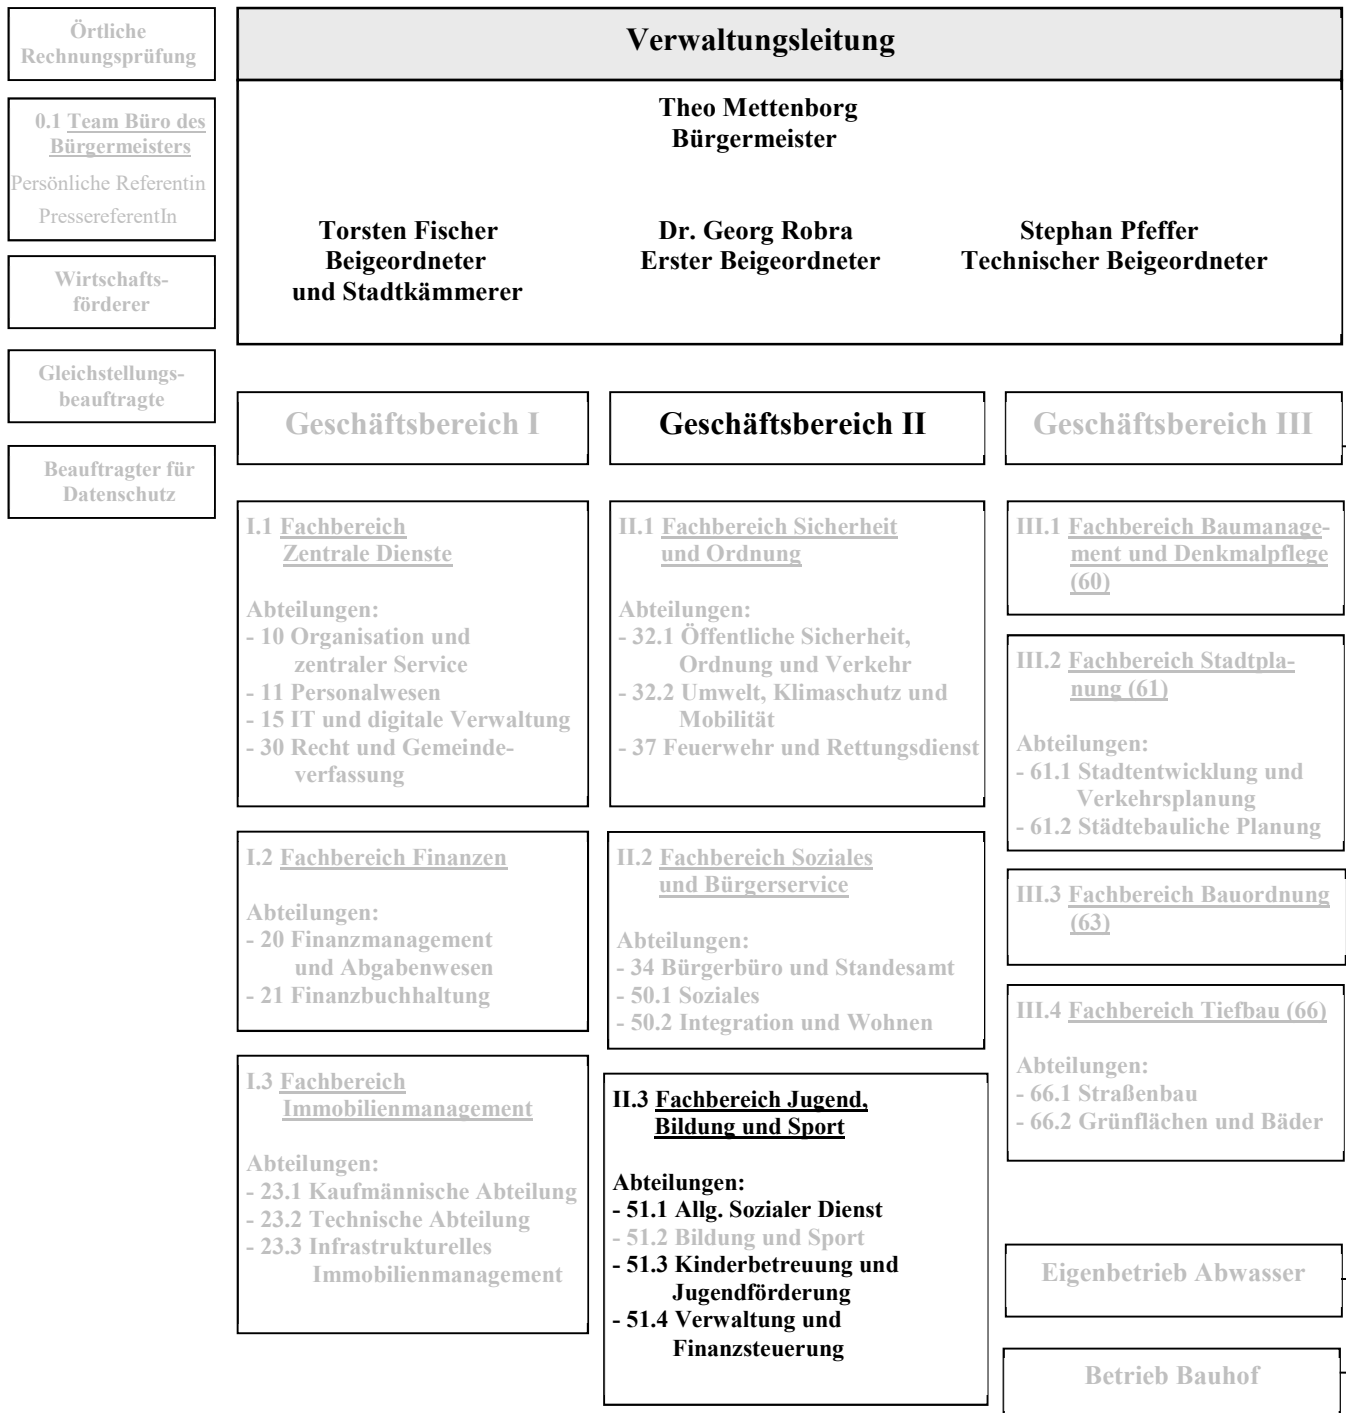 Örtliche
Rechnungsprüfung
0.1 Team Büro des
Bürgermeisters
Persönliche Referentin
PressereferentIn
Wirtschafts-
förderer
Gleichstellungs-
beauftragte
Beauftragter für
Datenschutz
Verwaltungsleitung
Theo Mettenborg
Bürgermeister
Torsten Fischer
Beigeordneter
und Stadtkämmerer
Dr. Georg Robra
Erster Beigeordneter
Stephan Pfeffer
Technischer Beigeordneter
Geschäftsbereich I
I.1 Fachbereich
Zentrale Dienste
Abteilungen:
- 10 Organisation und
zentraler Service
- 11 Personalwesen
- 15 IT und digitale Verwaltung
- 30 Recht und Gemeinde-
verfassung
I.2 Fachbereich Finanzen
Abteilungen:
- 20 Finanzmanagement
und Abgabenwesen
- 21 Finanzbuchhaltung
I.3 Fachbereich
Immobilienmanagement
Abteilungen:
- 23.1 Kaufmännische Abteilung
- 23.2 Technische Abteilung
- 23.3 Infrastrukturelles
Immobilienmanagement
Geschäftsbereich II
II.1 Fachbereich Sicherheit
und Ordnung
Abteilungen:
- 32.1 Öffentliche Sicherheit,
Ordnung und Verkehr
- 32.2 Umwelt, Klimaschutz und
Mobilität
- 37 Feuerwehr und Rettungsdienst
II.2 Fachbereich Soziales
und Bürgerservice
Abteilungen:
- 34 Bürgerbüro und Standesamt
- 50.1 Soziales
- 50.2 Integration und Wohnen
II.3 Fachbereich Jugend,
Bildung und Sport
Abteilungen:
- 51.1 Allg. Sozialer Dienst
- 51.2 Bildung und Sport
- 51.3 Kinderbetreuung und
Jugendförderung
- 51.4 Verwaltung und
Finanzsteuerung
Geschäftsbereich III
III.1 Fachbereich Baumanage-
ment und Denkmalpflege
(60)
III.2 Fachbereich Stadtpla-
nung (61)
Abteilungen:
- 61.1 Stadtentwicklung und
Verkehrsplanung
- 61.2 Städtebauliche Planung
III.3 Fachbereich Bauordnung
(63)
III.4 Fachbereich Tiefbau (66)
Abteilungen:
- 66.1 Straßenbau
- 66.2 Grünflächen und Bäder
Eigenbetrieb Abwasser
Betrieb Bauhof